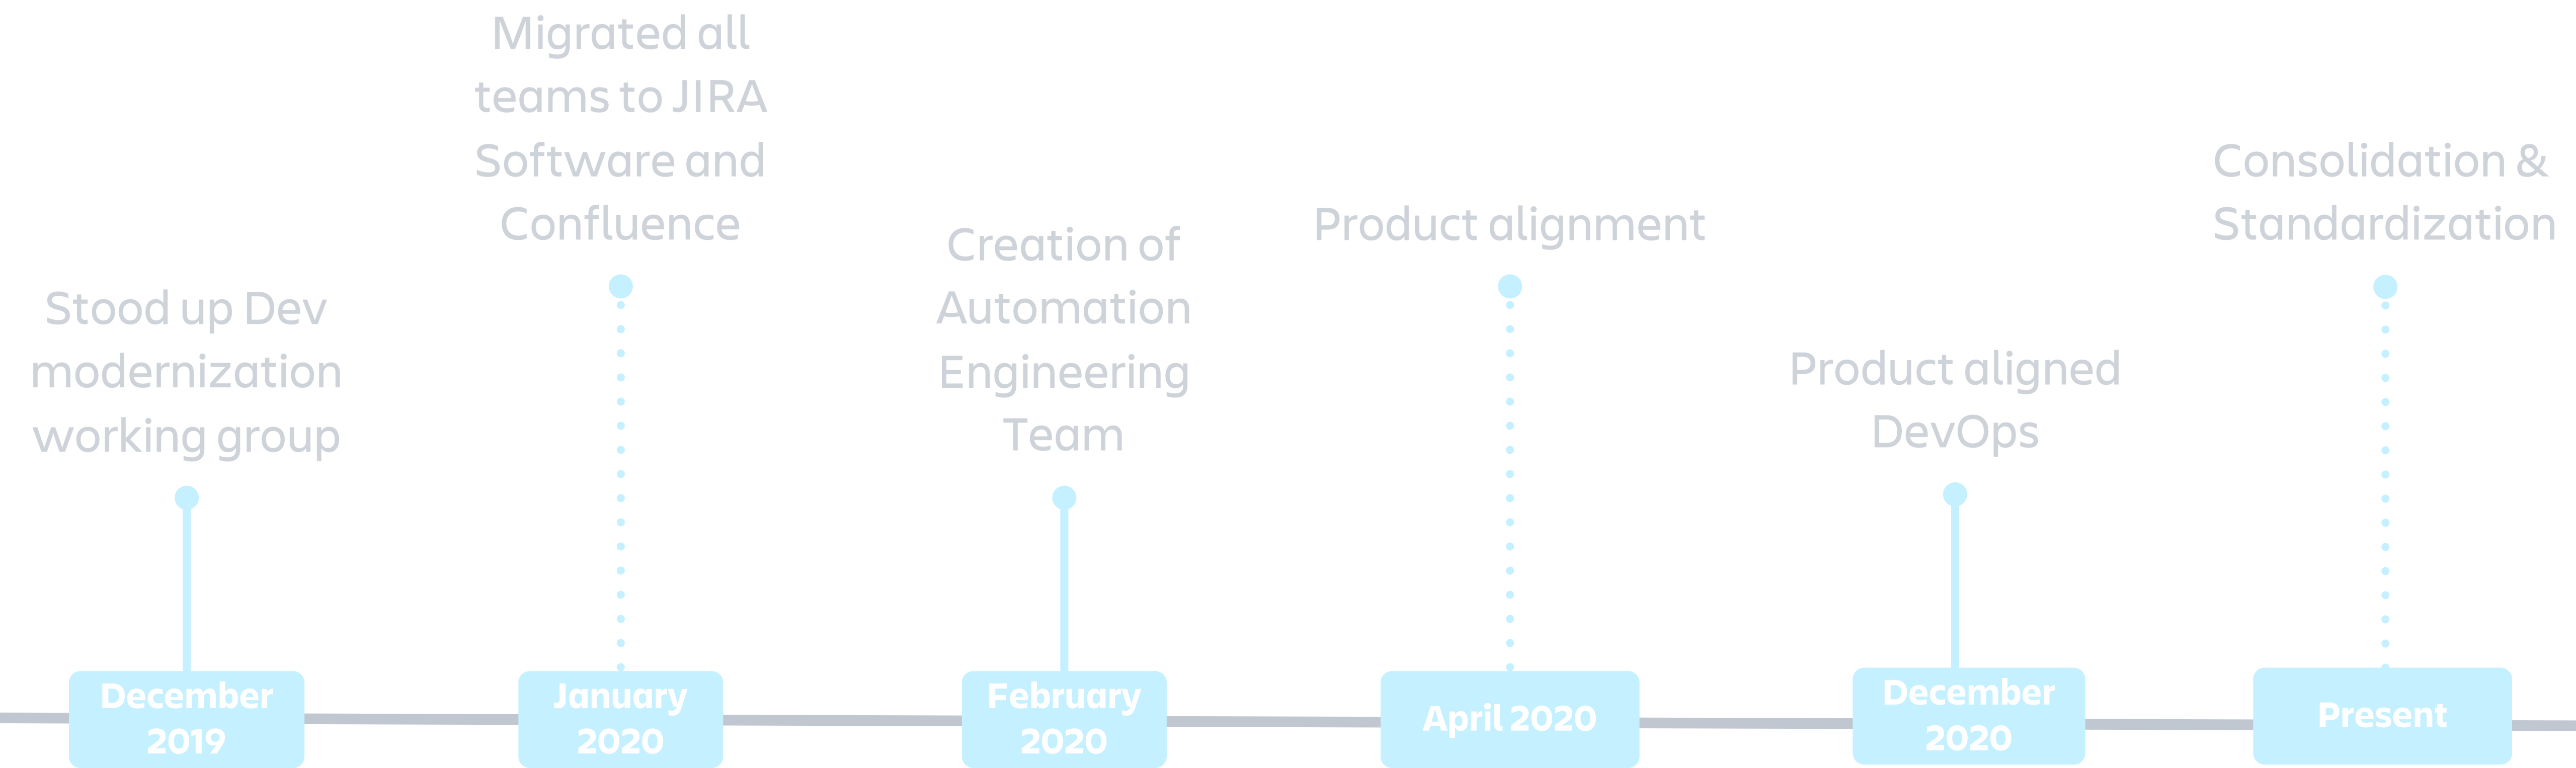 Stood up Dev
modernization
working group
December
2019
Migrated all
teams to JIRA
Software and
Confluence
January
2020
Creation of
Automation
Engineering
Team
February
2020
Product alignment
April 2020
Product aligned
DevOps
December
2020
Consolidation &
Standardization
Present